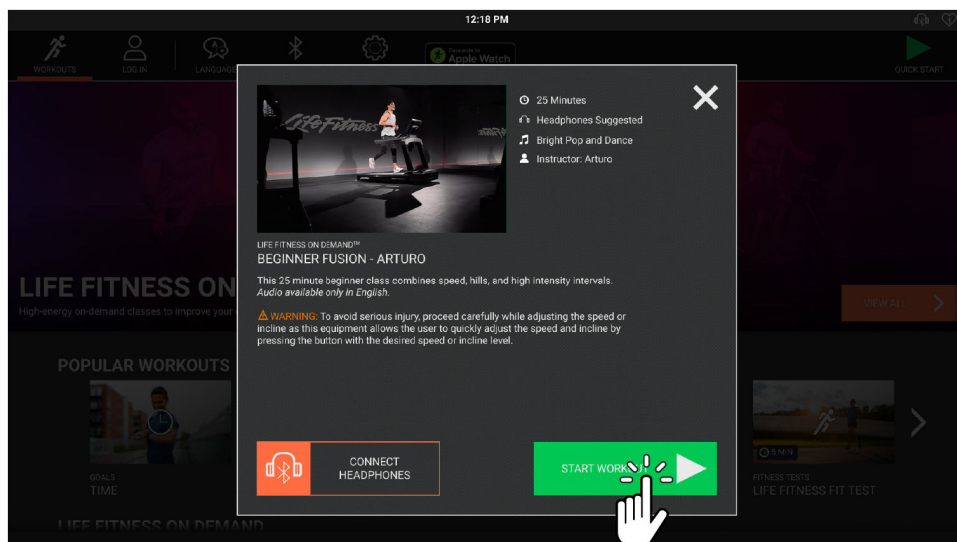 12:18 PM
WORKOUTS
LOG IN
LANGUAGE
Connects to
Apple Watch
QUICK START
Life Fitness
25 Minutes
Headphones Suggested
Bright Pop and Dance
Instructor: Arturo
LIFE FITNESS ON DEMAND™
BEGINNER FUSION - ARTURO
This 25 minute beginner class combines speed, hills, and high intensity intervals.
Audio available only in English.
WARNING: To avoid serious injury, proceed carefully while adjusting the speed or
incline as this equipment allows the user to quickly adjust the speed and incline by
pressing the button with the desired speed or incline level.
CONNECT
HEADPHONES
START
LIFE FITNESS ON
High-energy on-demand classes to improve your
VIEW ALL
POPULAR WORKOUTS
GOALS
TIME
5 MIN
FITNESS TESTS
LIFE FITNESS FIT TEST
LIFE FITNESS ON DEMAND